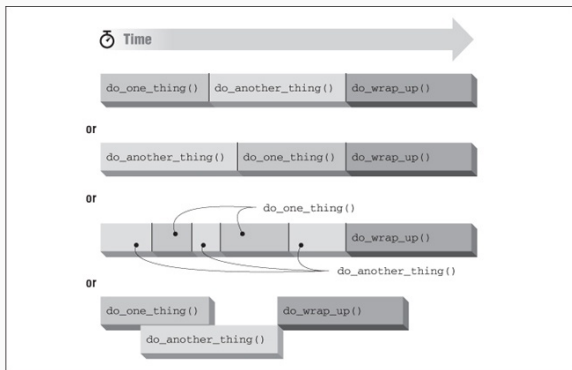 Time
do_one_thing() do_another_thing() do_wrap_up()
or
do_another_thing() do_one_thing() do_wrap_up()
or
do_one_thing()
do_wrap_up()
do_another_thing()
or
do_one_thing() do_wrap_up()
do_another_thing()